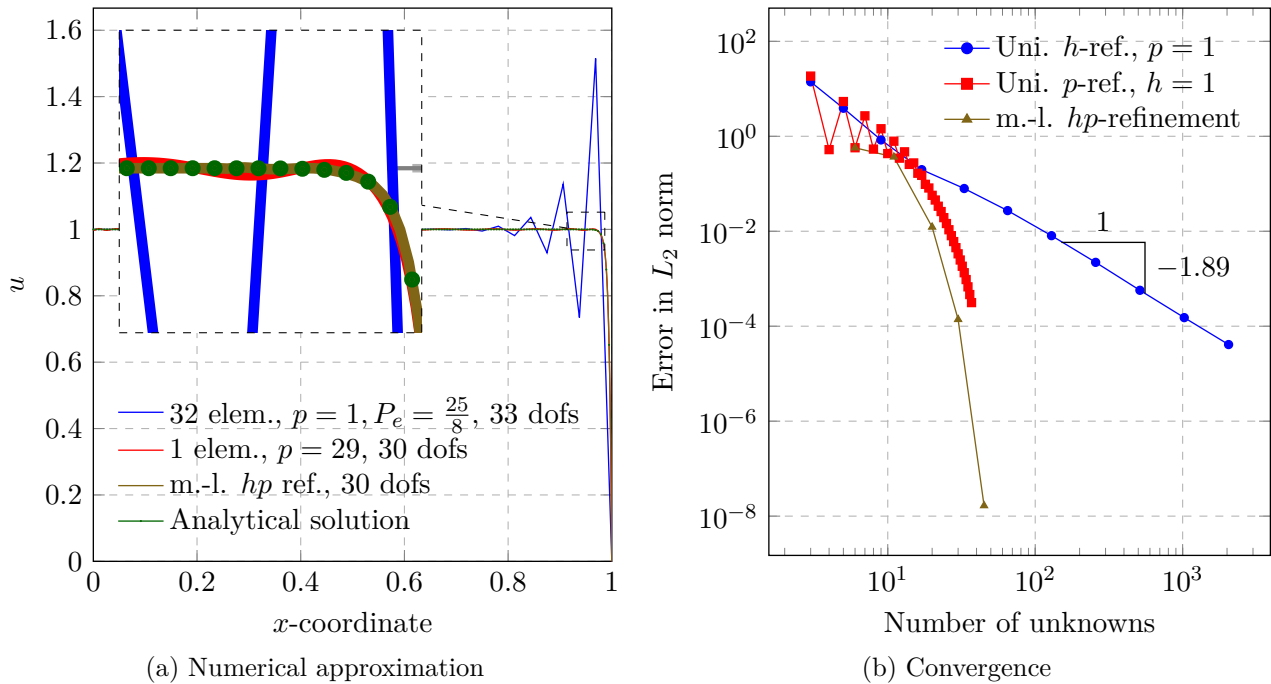 1.6
1.4
1.2
1
0.8
0.6
0.4
0.2
0
u
32 elem., p = 1, P_e = 25/8, 33 dofs
1 elem., p = 29, 30 dofs
m.-l. hp ref., 30 dofs
Analytical solution
0 0.2 0.4 0.6 0.8 1
x-coordinate
(a) Numerical approximation
10^2
10^0
10^−2
10^−4
10^−6
10^−8
Error in L_2 norm
Uni. h-ref., p = 1
Uni. p-ref., h = 1
m.-l. hp-refinement
1
−1.89
10^1 10^2 10^3
Number of unknowns
(b) Convergence